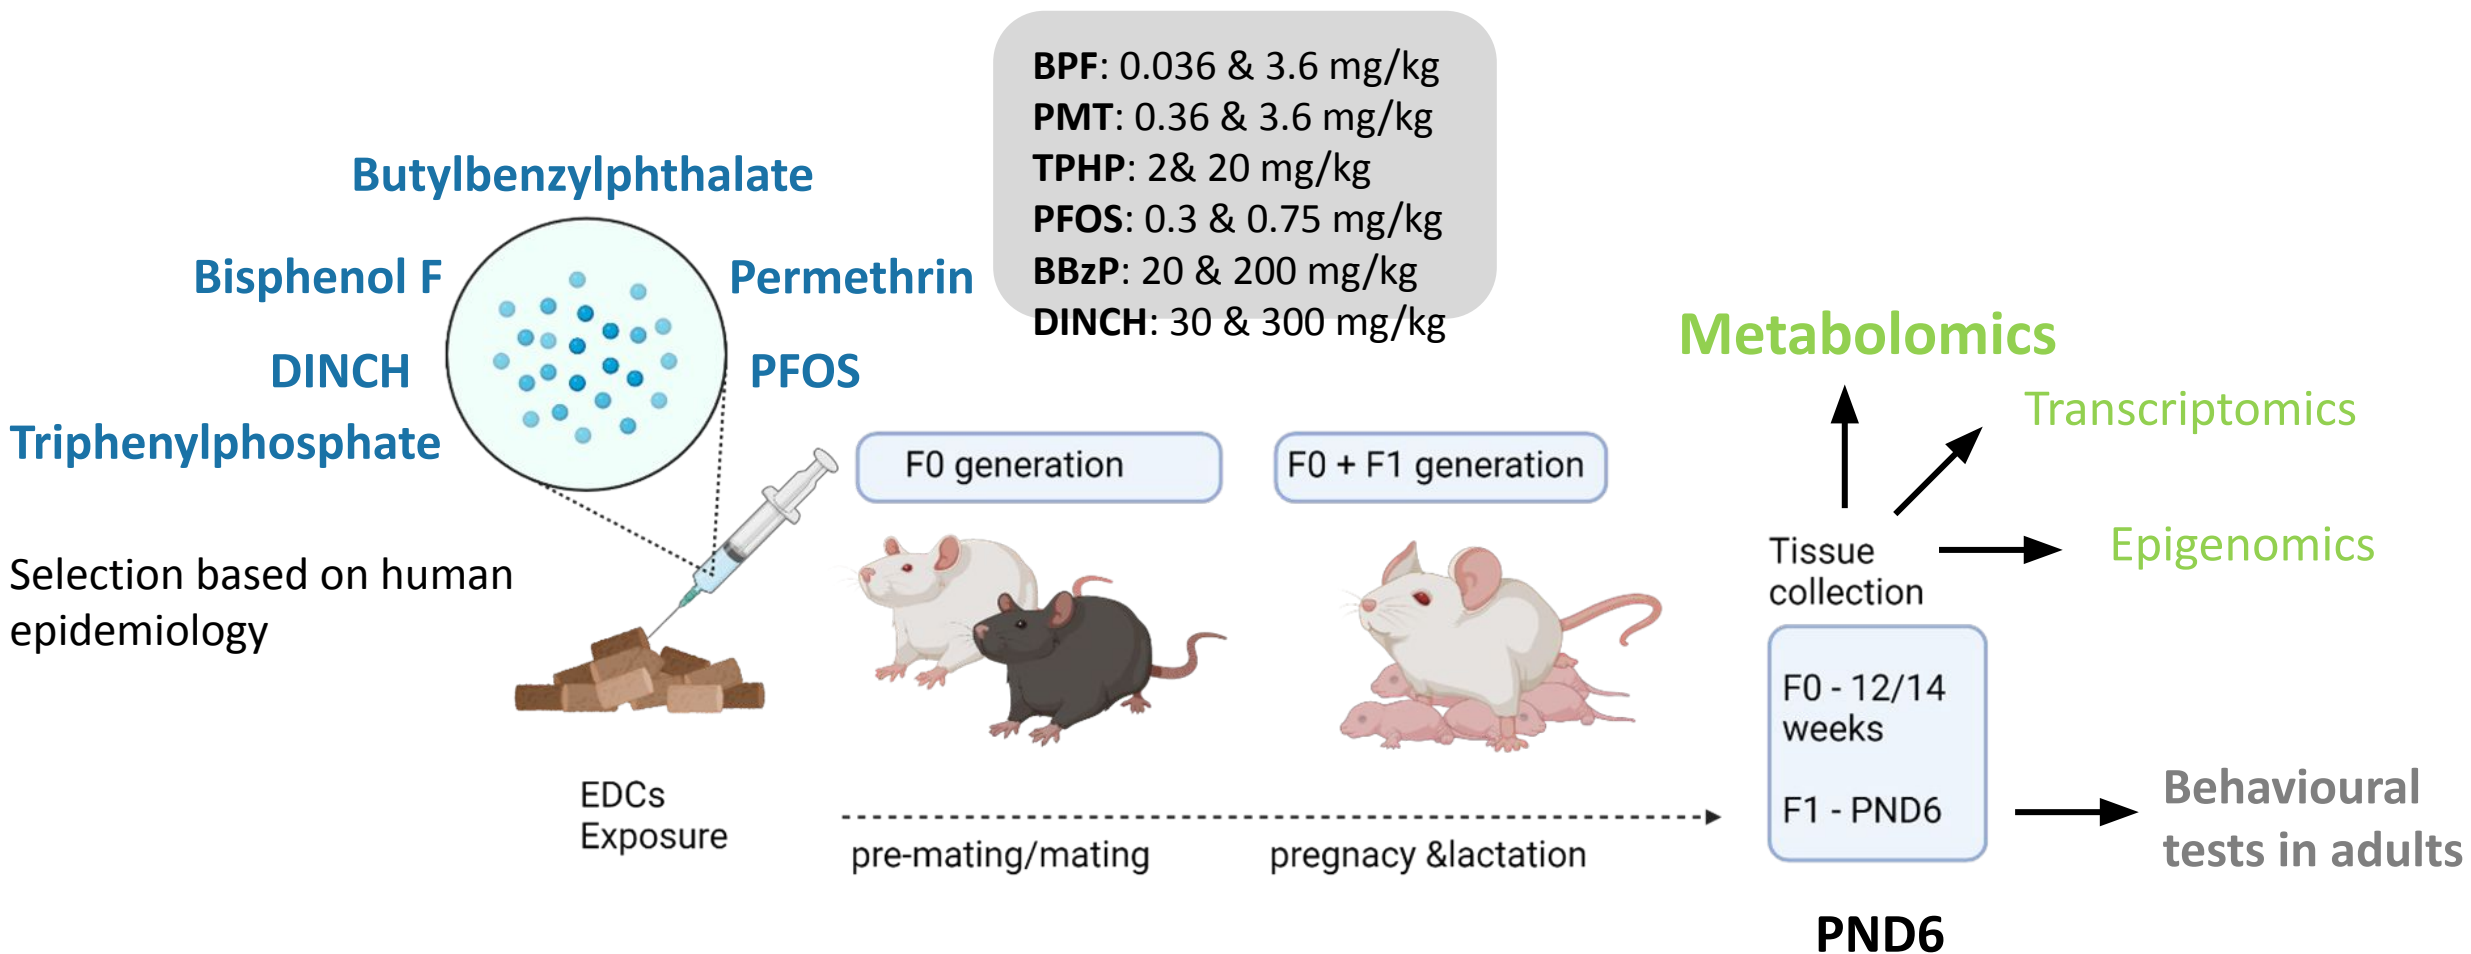 BPF: 0.036 & 3.6 mg/kg
PMT: 0.36 & 3.6 mg/kg
TPHP: 2& 20 mg/kg
PFOS: 0.3 & 0.75 mg/kg
BBzP: 20 & 200 mg/kg
DINCH: 30 & 300 mg/kg
Butylbenzylphthalate
Bisphenol F
Permethrin
DINCH
PFOS
Triphenylphosphate
Selection based on human
epidemiology
EDCs
Exposure
F0 generation
F0 + F1 generation
pre-mating/mating
pregnacy &lactation
Metabolomics
Transcriptomics
Epigenomics
Tissue
collection
F0 - 12/14
weeks
F1 - PND6
Behavioural
tests in adults
PND6